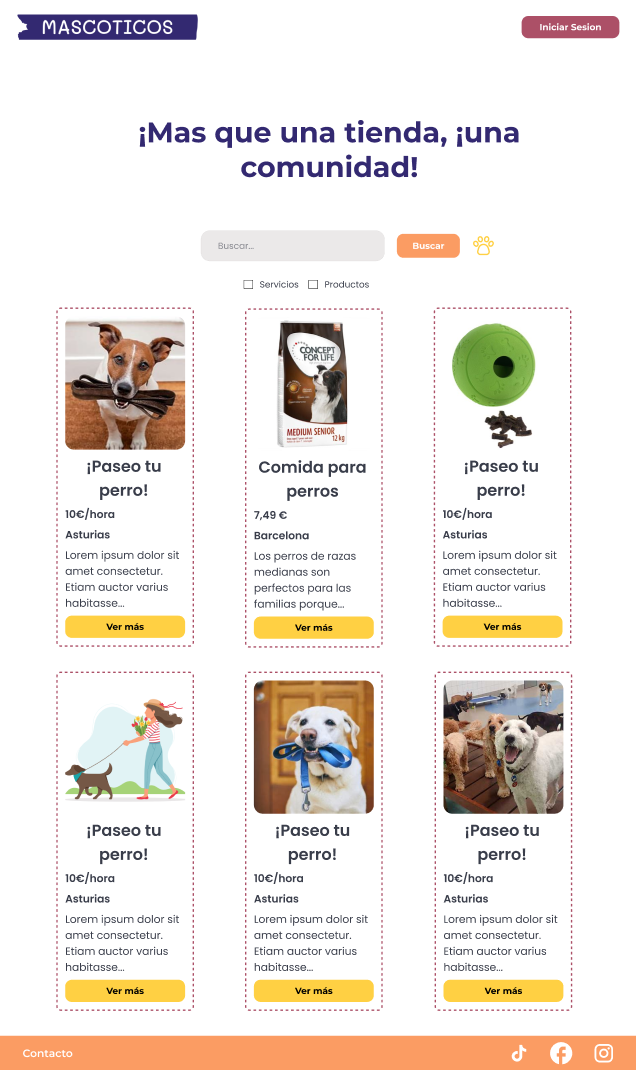 MASCOTICOS
Iniciar Sesion
¡Mas que una tienda, ¡una
comunidad!
Buscar...
Buscar
Servicios
Productos
¡Paseo tu
perro!
10€/hora
Asturias
Lorem ipsum dolor sit
amet consectetur.
Etiam auctor varius
habitasse...
Ver más
CONCEPT
FOR LIFE
MEDIUM SENIOR
12 kg
Comida para
perros
7,49 €
Barcelona
Los perros de razas
medianas son
perfectos para las
familias porque...
Ver más
¡Paseo tu
perro!
10€/hora
Asturias
Lorem ipsum dolor sit
amet consectetur.
Etiam auctor varius
habitasse...
Ver más
¡Paseo tu
perro!
10€/hora
Asturias
Lorem ipsum dolor sit
amet consectetur.
Etiam auctor varius
habitasse...
Ver más
¡Paseo tu
perro!
10€/hora
Asturias
Lorem ipsum dolor sit
amet consectetur.
Etiam auctor varius
habitasse...
Ver más
¡Paseo tu
perro!
10€/hora
Asturias
Lorem ipsum dolor sit
amet consectetur.
Etiam auctor varius
habitasse...
Ver más
Contacto